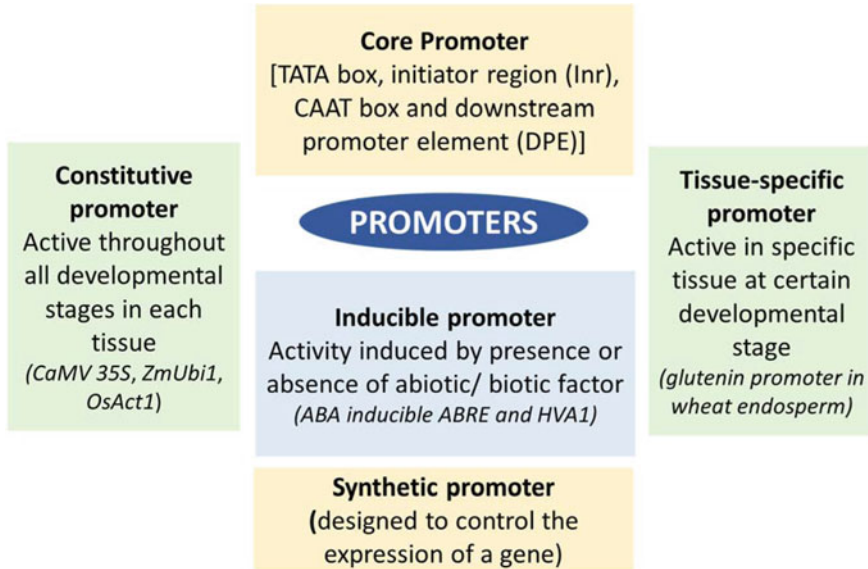 Core Promoter
[TATA box, initiator region (Inr),
CAAT box and downstream
promoter element (DPE)]
Constitutive
promoter
Active throughout
all developmental
stages in each
tissue
(CaMV 35S, ZmUbi1,
OsAct1)
PROMOTERS
Inducible promoter
Activity induced by presence or
absence of abiotic/ biotic factor
(ABA inducible ABRE and HVA1)
Tissue-specific
promoter
Active in specific
tissue at certain
developmental
stage
(glutenin promoter in
wheat endosperm)
Synthetic promoter
(designed to control the
expression of a gene)